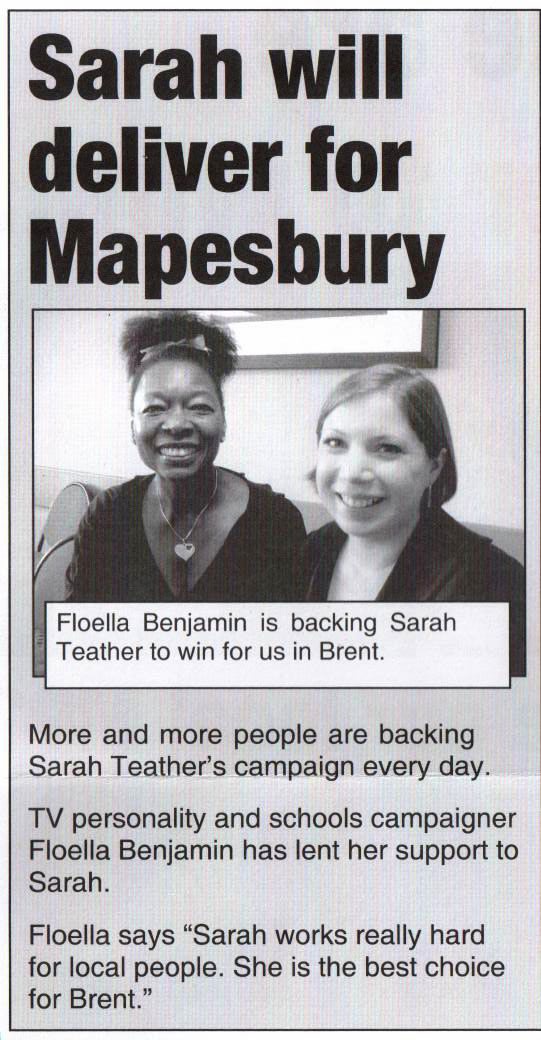 Sarah will
deliver for
Mapesbury
Floella Benjamin is backing Sarah
Teather to win for us in Brent.
More and more people are backing
Sarah Teather's campaign every day.
TV personality and schools campaigner
Floella Benjamin has lent her support to
Sarah.
Floella says “Sarah works really hard
for local people. She is the best choice
for Brent.”